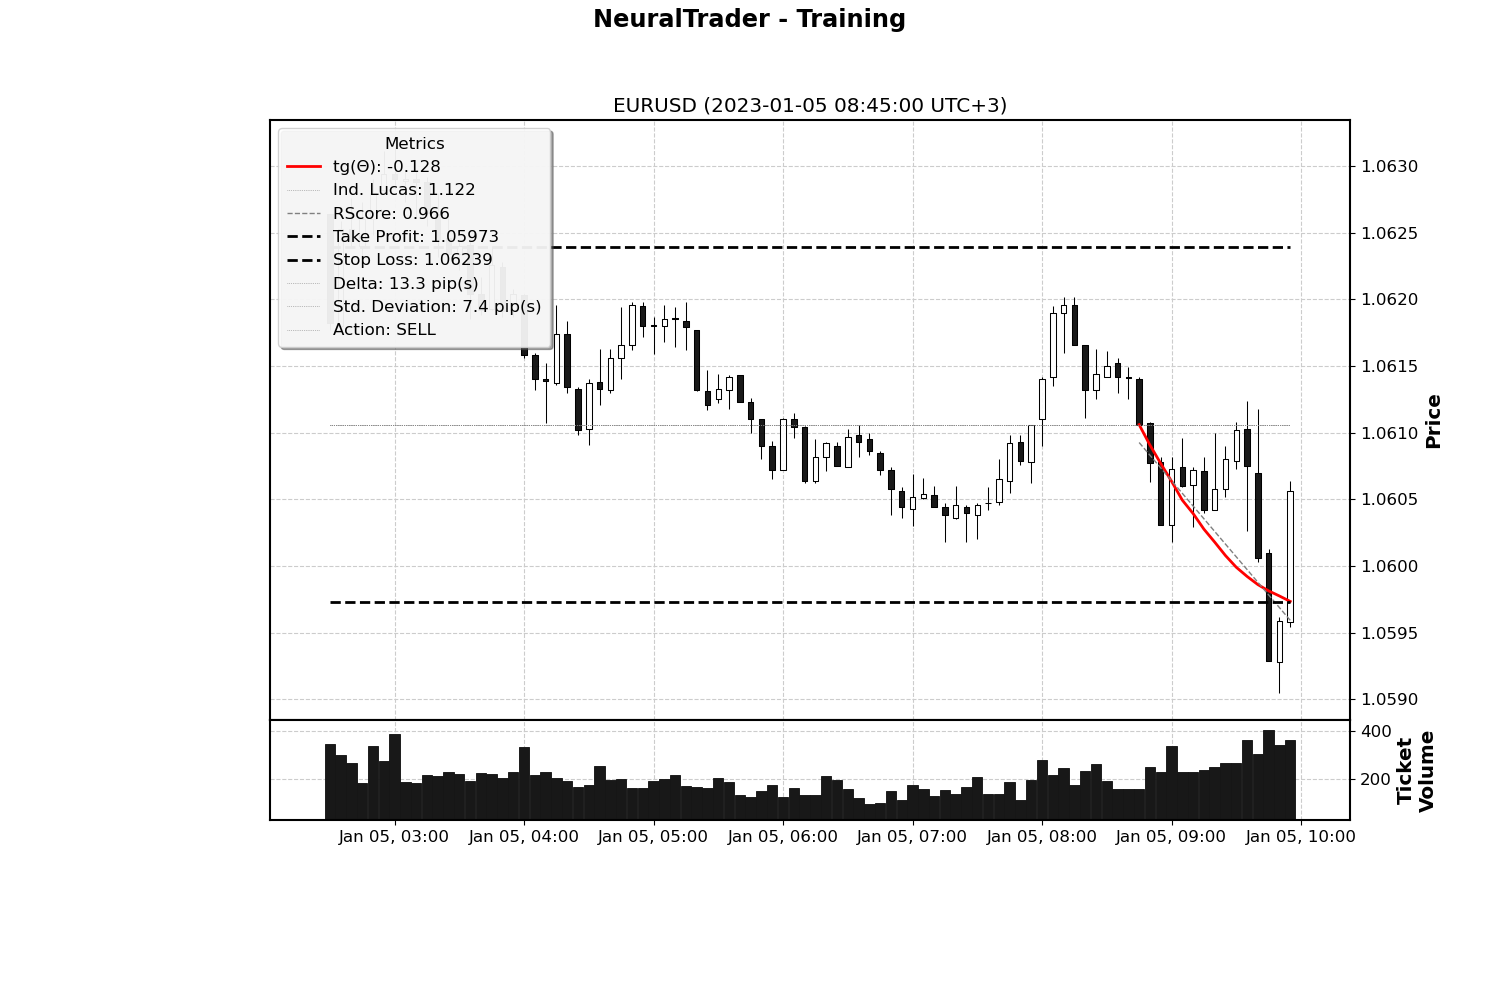 NeuralTrader - Training
EURUSD (2023-01-05 08:45:00 UTC+3)
Metrics
tg(Θ): -0.128
Ind. Lucas: 1.122
RScore: 0.966
Take Profit: 1.05973
Stop Loss: 1.06239
Delta: 13.3 pip(s)
Std. Deviation: 7.4 pip(s)
Action: SELL
1.0630
1.0625
1.0620
1.0615
1.0610
1.0605
1.0600
1.0595
1.0590
Price
400
200
Ticket
Volume
Jan 05, 03:00
Jan 05, 04:00
Jan 05, 05:00
Jan 05, 06:00
Jan 05, 07:00
Jan 05, 08:00
Jan 05, 09:00
Jan 05, 10:00